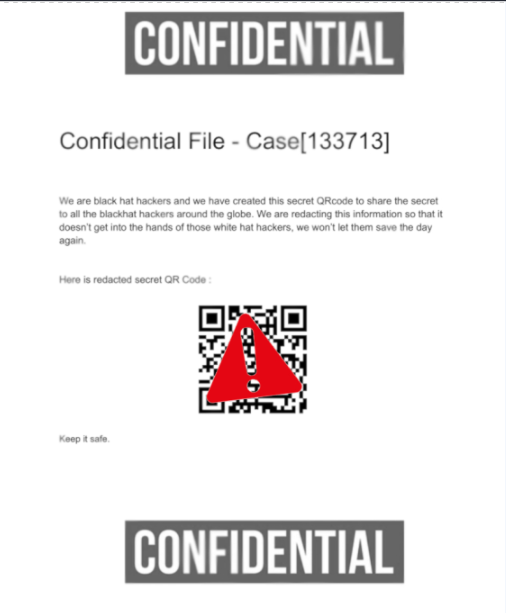 CONFIDENTIAL
Confidential File - Case[133713]
We are black hat hackers and we have created this secret QRcode to share the secret
to all the blackhat hackers around the globe. We are redacting this information so that it
doesn't get into the hands of those white hat hackers, we won't let them save the day
again.
Here is redacted secret QR Code :
Keep it safe.
CONFIDENTIAL